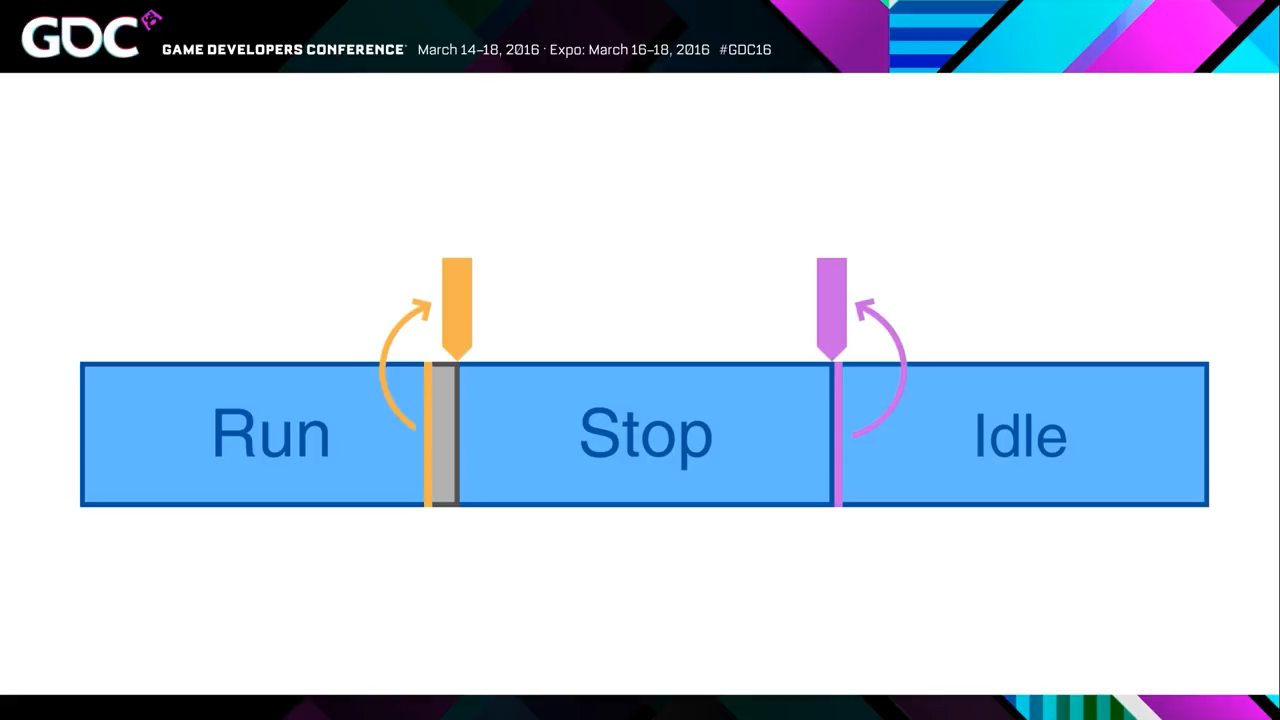 GDC
GAME DEVELOPERS CONFERENCE® March 14–18, 2016 · Expo: March 16–18, 2016 #GDC16
Run Stop Idle